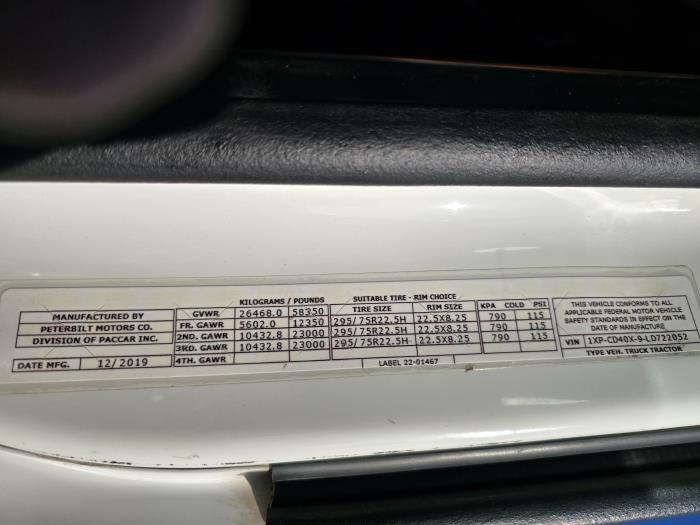 KILOGRAMS / POUNDS SUITABLE TIRE - RIM CHOICE
MANUFACTURED BY
PETERBILT MOTORS CO.
DIVISION OF PACCAR INC.
DATE MFG. 12/2019
GVWR 26468.0 58350 TIRE SIZE RIM SIZE KPA COLD PSI
FR. GAWR 5602.0 12350 295/75R22.5H 22.5X8.25 790 115
2ND. GAWR 10432.8 23000 295/75R22.5H 22.5X8.25 790 115
3RD. GAWR 10432.8 23000 295/75R22.5H 22.5X8.25 790 115
4TH. GAWR
LABEL 22-01467
THIS VEHICLE CONFORMS TO ALL
APPLICABLE FEDERAL MOTOR VEHICLE
SAFETY STANDARDS IN EFFECT ON THE
DATE OF MANUFACTURE
VIN 1XP-CD40X-9-LD722052
TYPE VEH. TRUCK TRACTOR